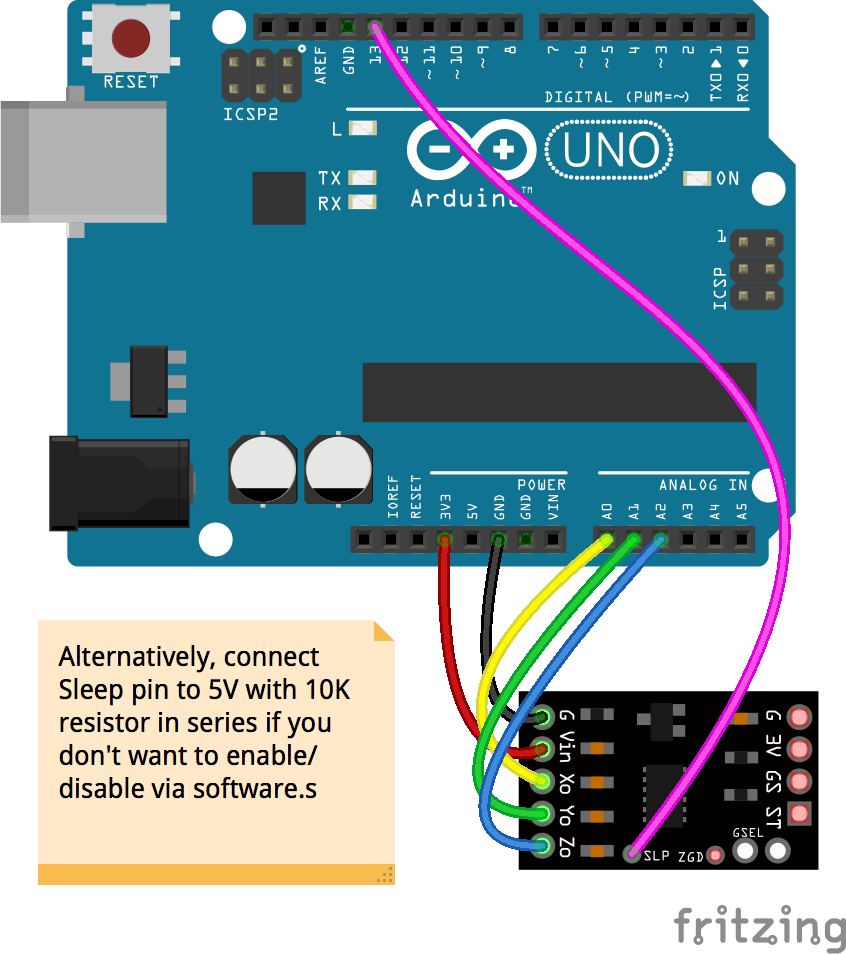 RESET
ICSP2
AREF
GND
13
12
~11
~10
~9
8
7
~6
~5
4
~3
2
TX0▶1
RX0◀0
DIGITAL (PWM=~)
L
TX
RX
UNO
Arduino™
ON
1
ICSP
IOREF
RESET
3V3
5V
GND
GND
VIN
POWER
A0
A1
A2
A3
A4
A5
ANALOG IN
Alternatively, connect
Sleep pin to 5V with 10K
resistor in series if you
don't want to enable/
disable via software.s
G
Vin
Xo
Yo
Zo
G
3V
GS
ST
GSEL
SLP
ZGD
fritzing